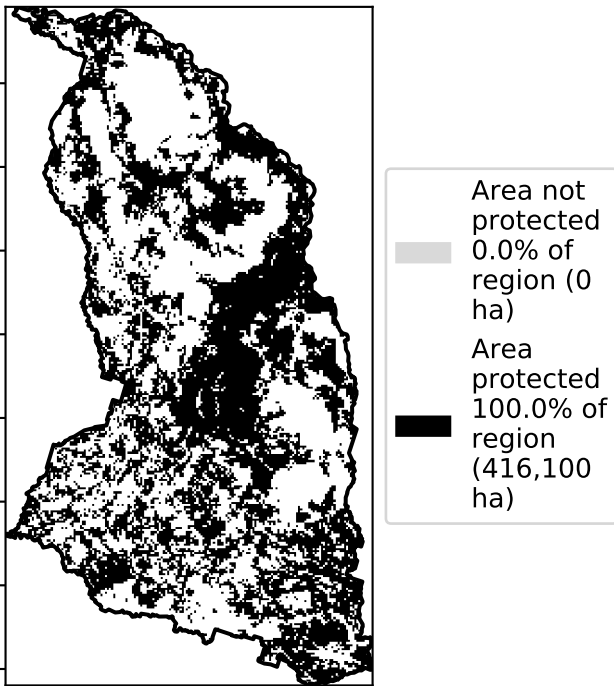 Area not
protected
0.0% of
region (0
ha)
Area
protected
100.0% of
region
(416,100
ha)